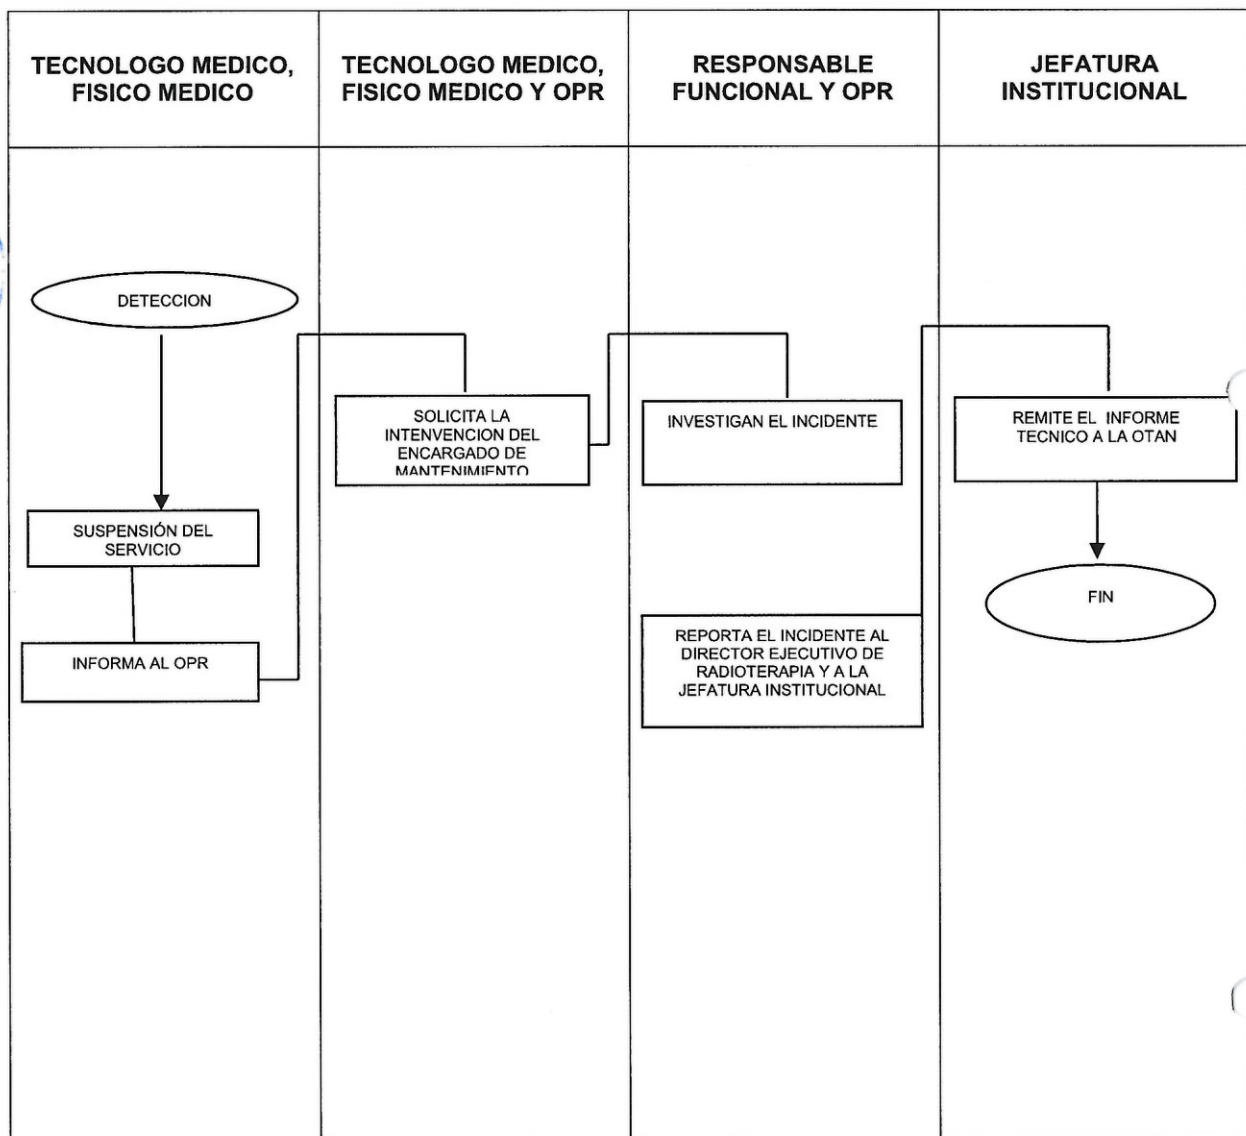 TECNOLOGO MEDICO,
FISICO MEDICO
TECNOLOGO MEDICO,
FISICO MEDICO Y OPR
RESPONSABLE
FUNCIONAL Y OPR
JEFATURA
INSTITUCIONAL
DETECCION
SUSPENSIÓN DEL
SERVICIO
INFORMA AL OPR
SOLICITA LA
INTENVENCION DEL
ENCARGADO DE
MANTENIMIENTO
INVESTIGAN EL INCIDENTE
REPORTA EL INCIDENTE AL
DIRECTOR EJECUTIVO DE
RADIOTERAPIA Y A LA
JEFATURA INSTITUCIONAL
REMITE EL INFORME
TECNICO A LA OTAN
FIN